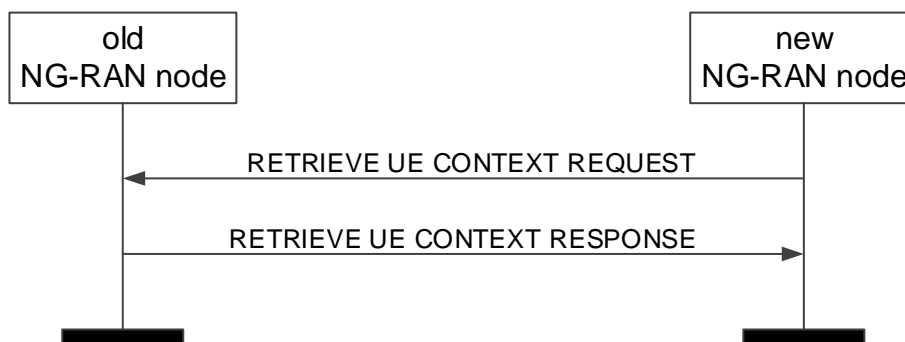 old
NG-RAN node
new
NG-RAN node
RETRIEVE UE CONTEXT REQUEST
RETRIEVE UE CONTEXT RESPONSE